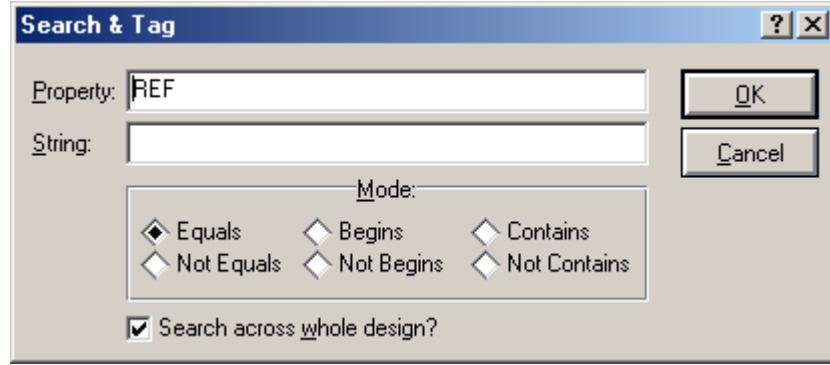 Search & Tag
Property: REF
OK
String:
Cancel
Mode:
Equals Begins Contains
Not Equals Not Begins Not Contains
Search across whole design?